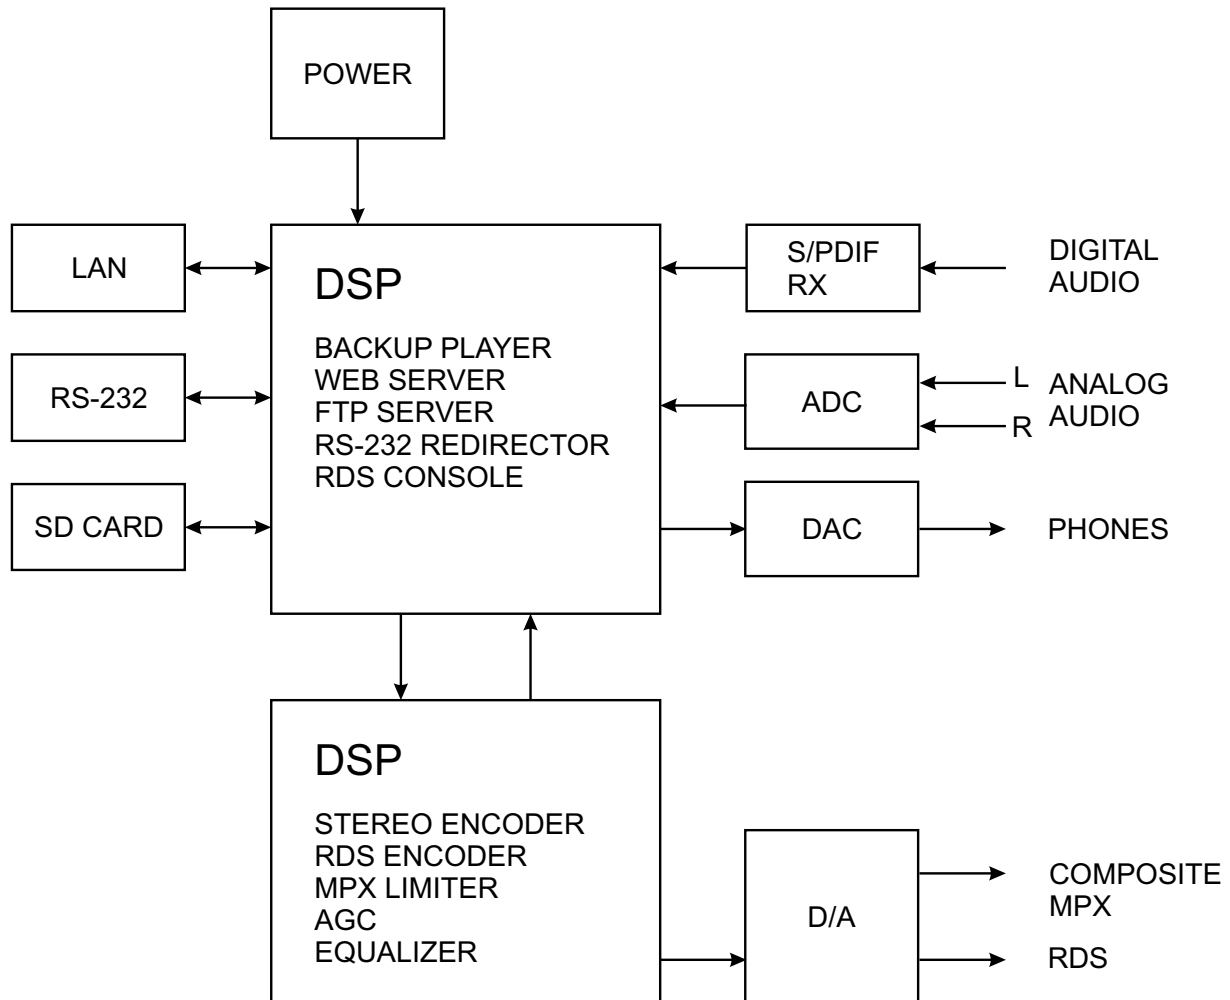 POWER
LAN
RS-232
SD CARD
DSP
BACKUP PLAYER
WEB SERVER
FTP SERVER
RS-232 REDIRECTOR
RDS CONSOLE
S/PDIF
RX
DIGITAL
AUDIO
ADC
L
R
ANALOG
AUDIO
DAC
PHONES
DSP
STEREO ENCODER
RDS ENCODER
MPX LIMITER
AGC
EQUALIZER
D/A
COMPOSITE
MPX
RDS